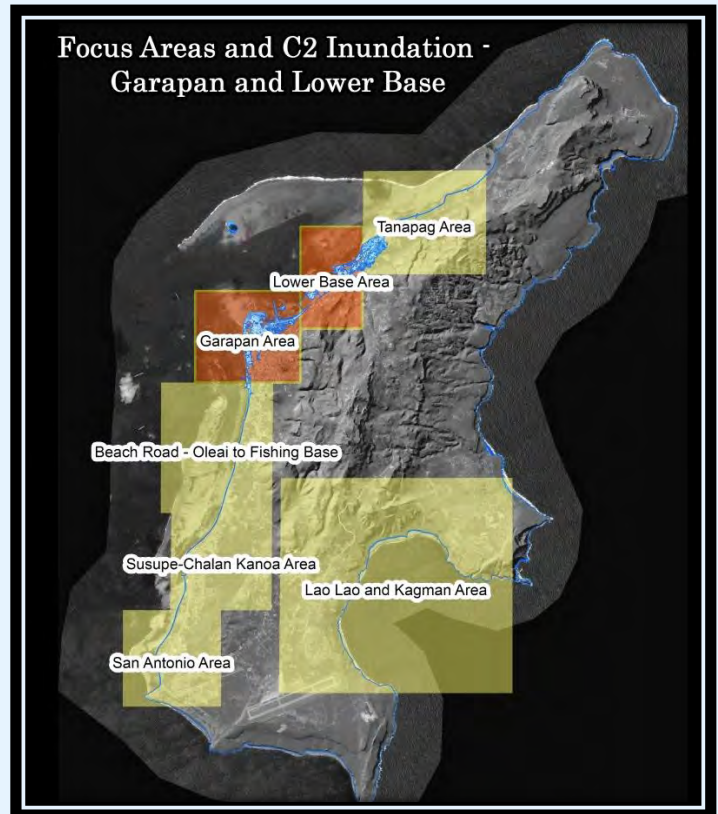 Focus Areas and C2 Inundation -
Garapan and Lower Base
Tanapag Area
Lower Base Area
Garapan Area
Beach Road - Oleai to Fishing Base
Susupe-Chalan Kanoa Area
Lao Lao and Kagman Area
San Antonio Area